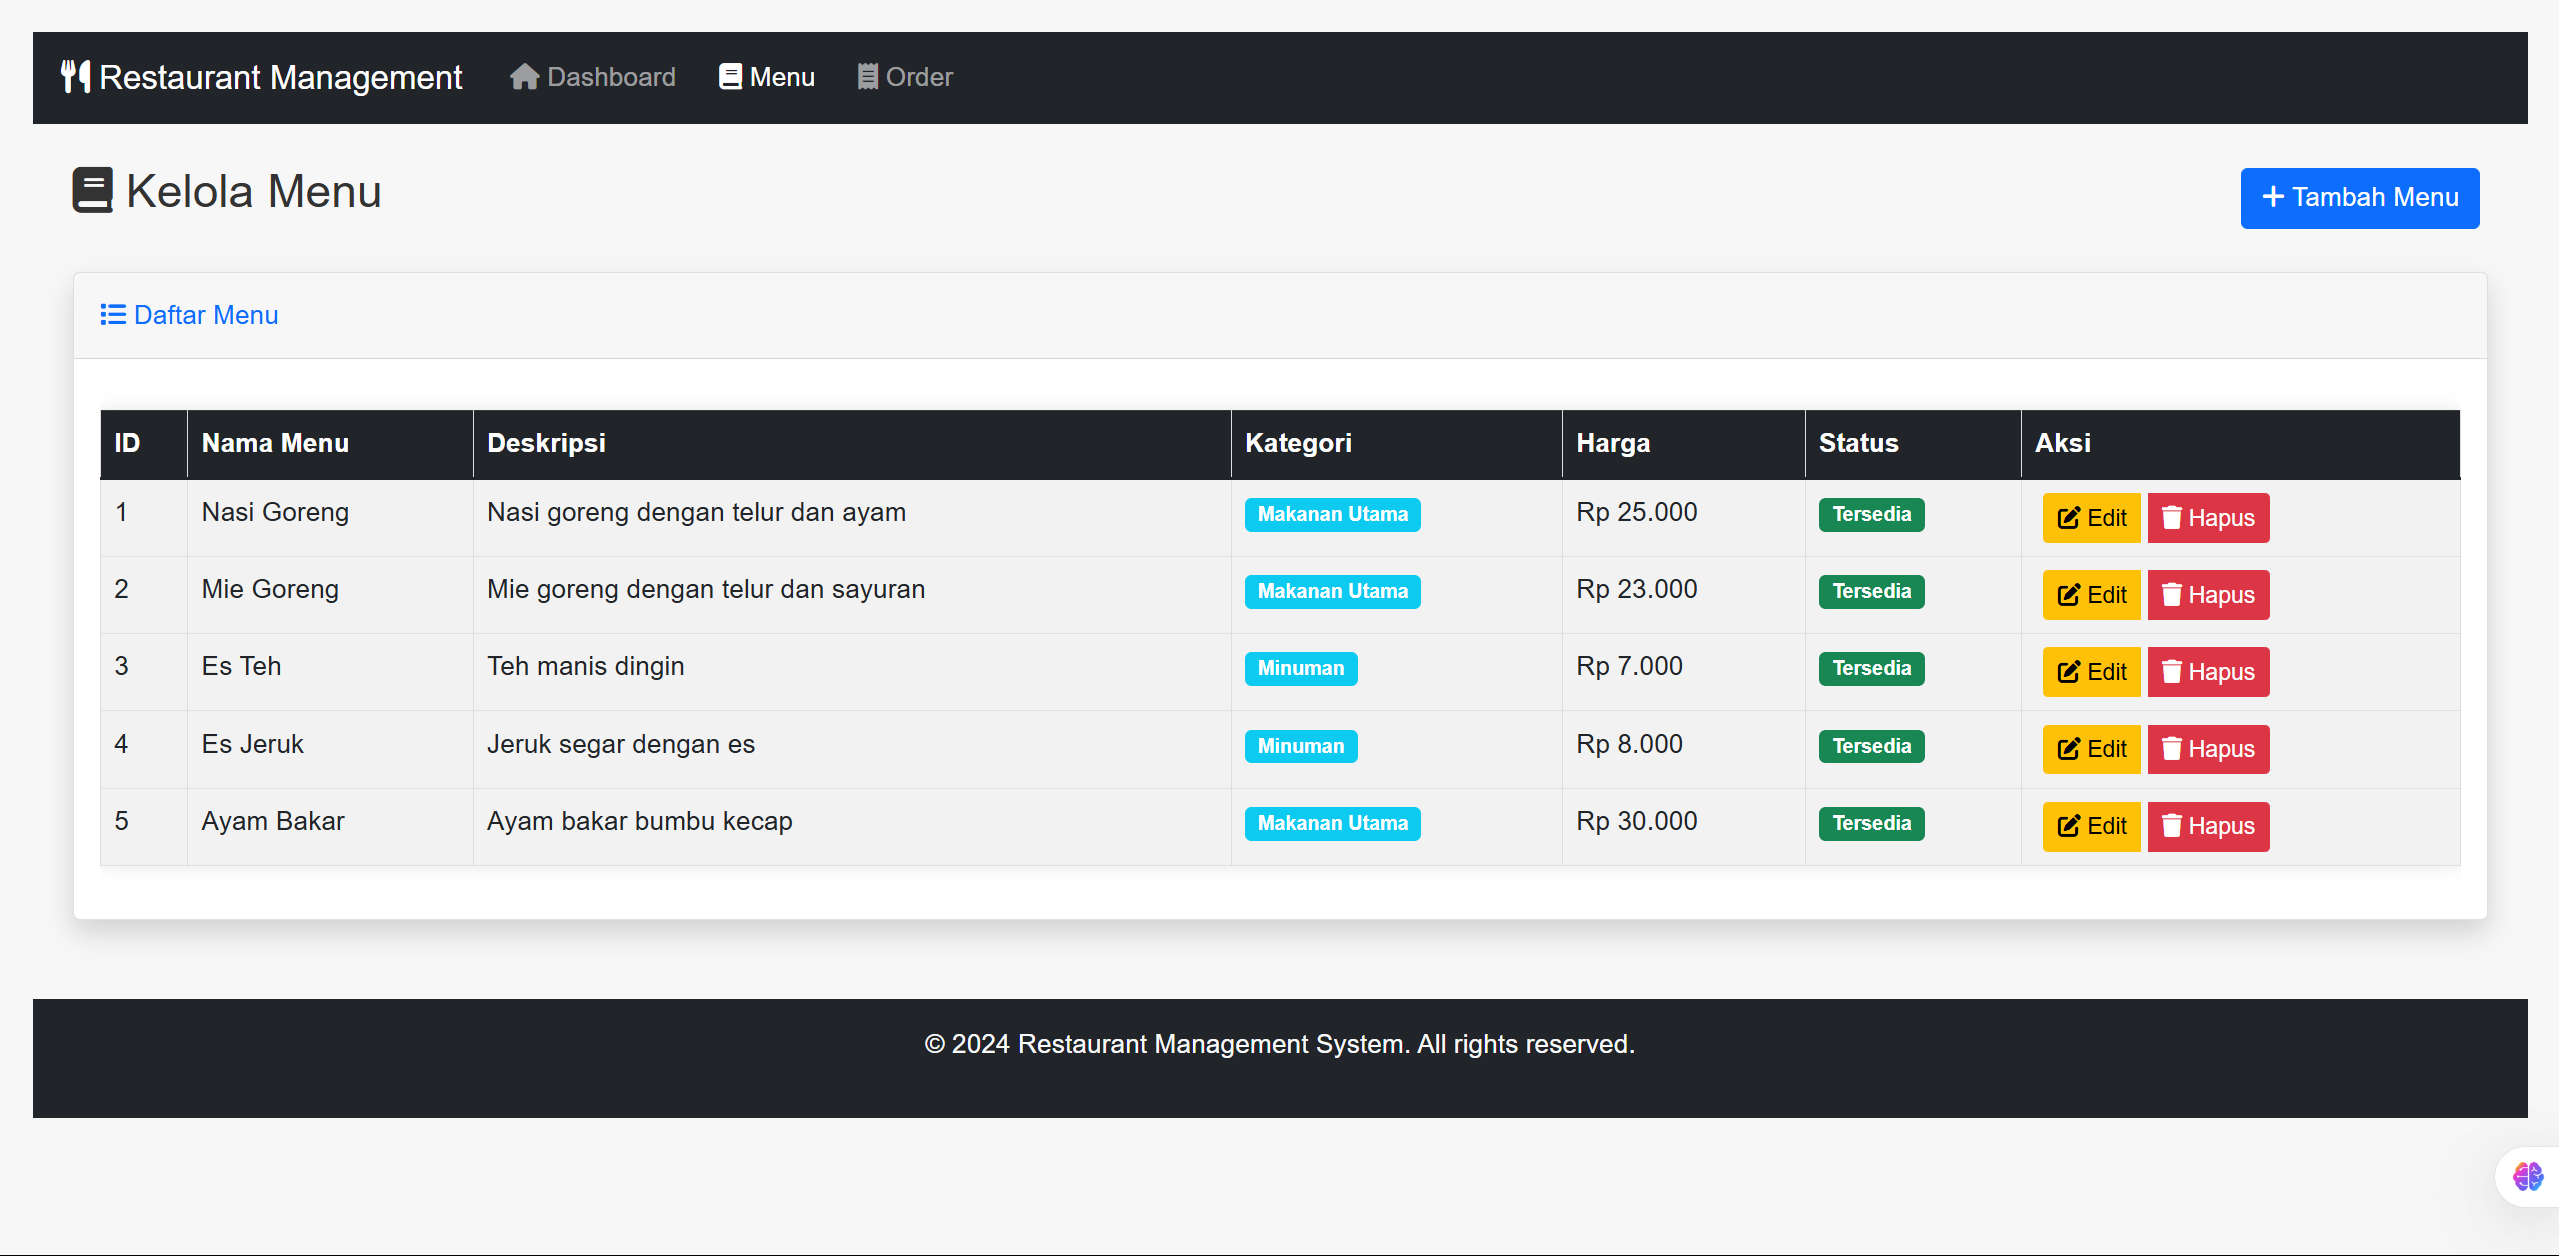 Restaurant Management Dashboard Menu Order
Kelola Menu
Tambah Menu
Daftar Menu
ID Nama Menu Deskripsi Kategori Harga Status Aksi
1 Nasi Goreng Nasi goreng dengan telur dan ayam Makanan Utama Rp 25.000 Tersedia Edit Hapus
2 Mie Goreng Mie goreng dengan telur dan sayuran Makanan Utama Rp 23.000 Tersedia Edit Hapus
3 Es Teh Teh manis dingin Minuman Rp 7.000 Tersedia Edit Hapus
4 Es Jeruk Jeruk segar dengan es Minuman Rp 8.000 Tersedia Edit Hapus
5 Ayam Bakar Ayam bakar bumbu kecap Makanan Utama Rp 30.000 Tersedia Edit Hapus
© 2024 Restaurant Management System. All rights reserved.